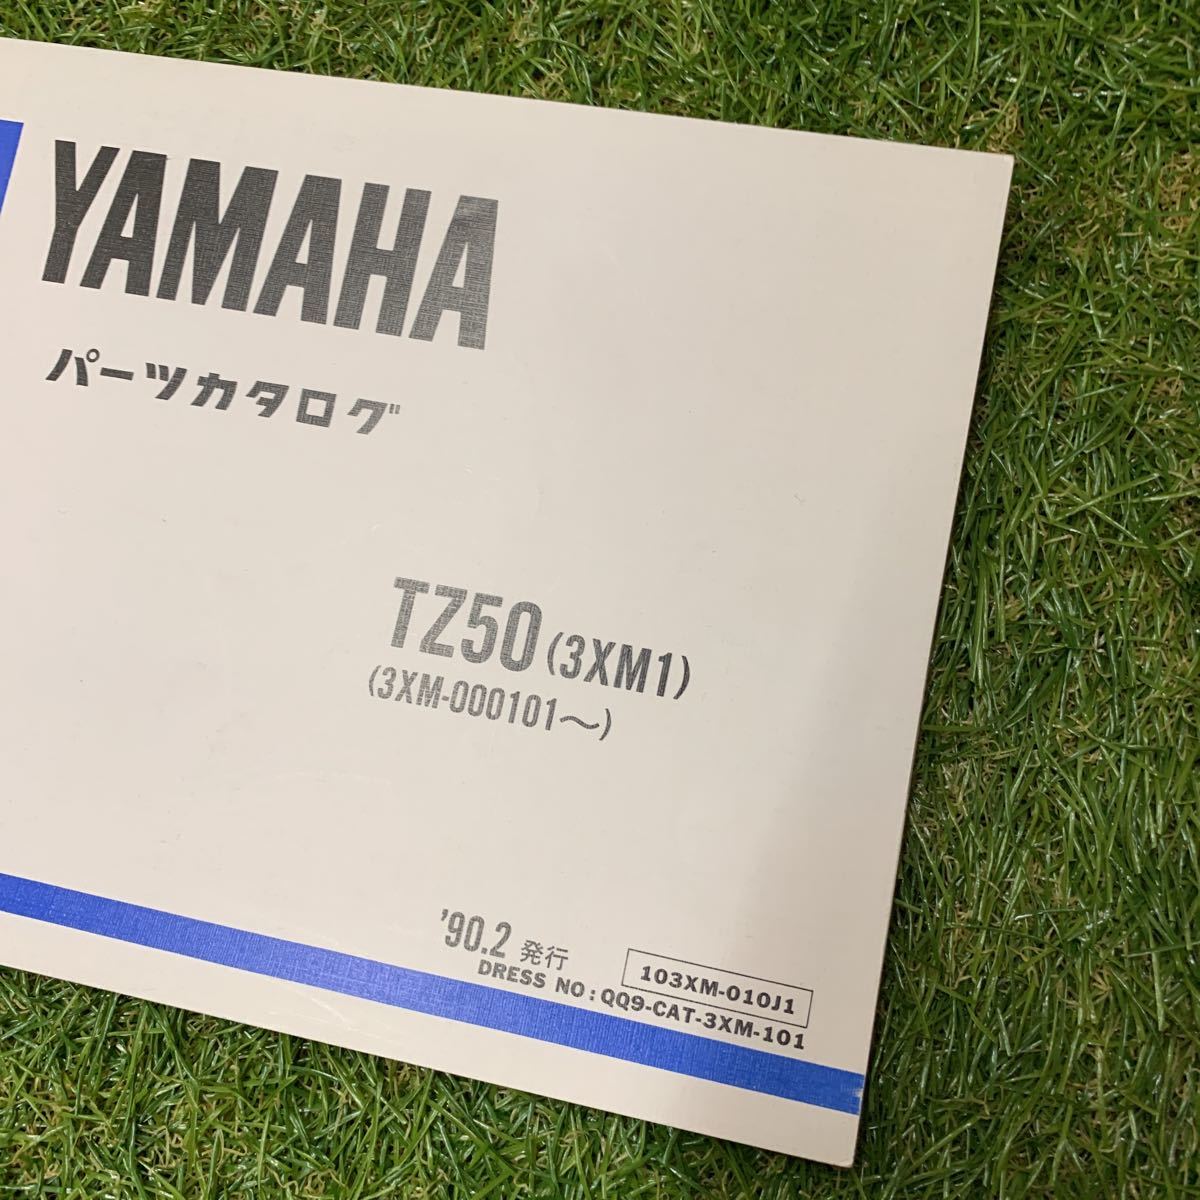 YAMAHA
パーツカタログ
TZ50 (3XM1)
(3XM-000101〜)
'90.2 発行
103XM-010J1
DRESS NO : QQ9-CAT-3XM-101